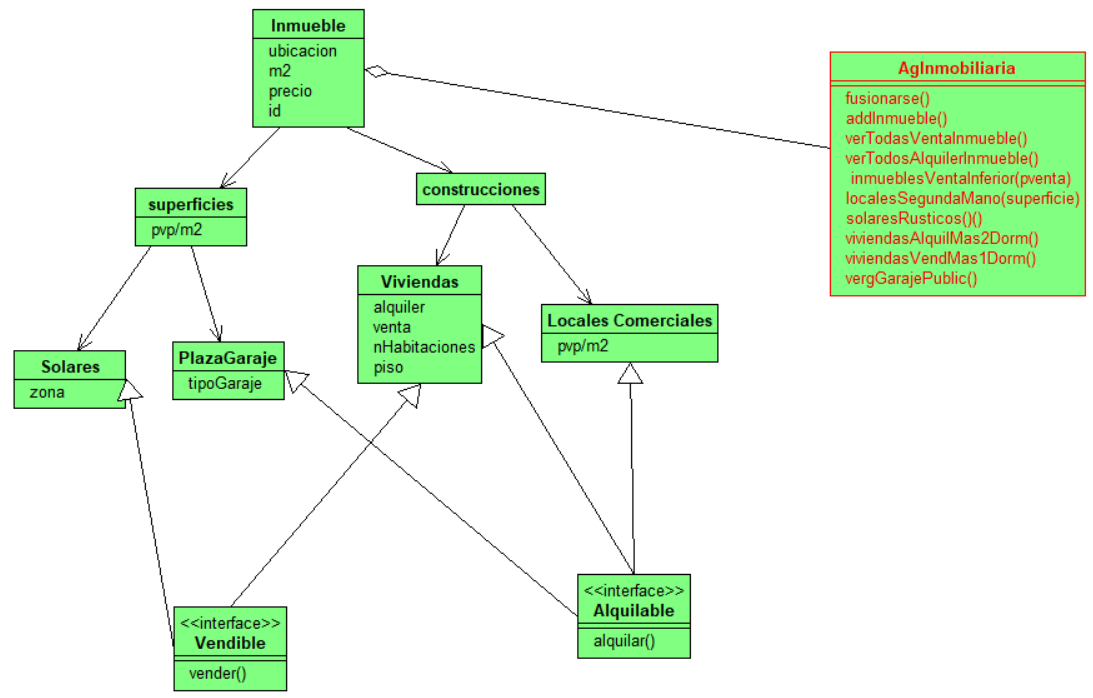 Inmueble
ubicacion
m2
precio
id
AgInmobiliaria
fusionarse()
addInmueble()
verTodasVentaInmueble()
verTodosAlquilerInmueble()
inmueblesVentaInferior(pventa)
localesSegundaMano(superficie)
solaresRusticos()()
viviendasAlquilMas2Dorm()
viviendasVendMas1Dorm()
vergGarajePublic()
superficies
pvp/m2
construcciones
Viviendas
alquiler
venta
nHabitaciones
piso
Locales Comerciales
pvp/m2
Solares
zona
PlazaGaraje
tipoGaraje
<<interface>>
Vendible
vender()
<<interface>>
Alquilable
alquilar()